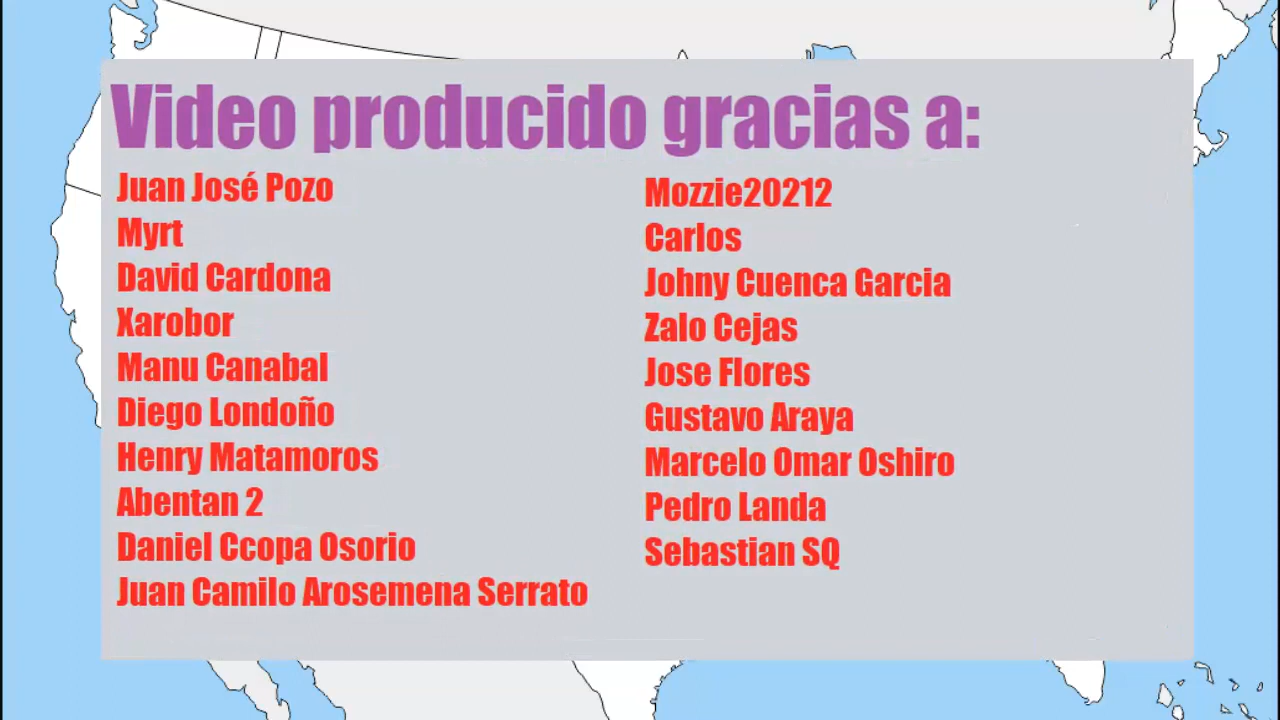 Video producido gracias a:
Juan José Pozo
Myrt
David Cardona
Xarobor
Manu Canabal
Diego Londoño
Henry Matamoros
Abentan 2
Daniel Ccopa Osorio
Juan Camilo Arosemena Serrato
Mozzie20212
Carlos
Johny Cuenca Garcia
Zalo Cejas
Jose Flores
Gustavo Araya
Marcelo Omar Oshiro
Pedro Landa
Sebastian SQ